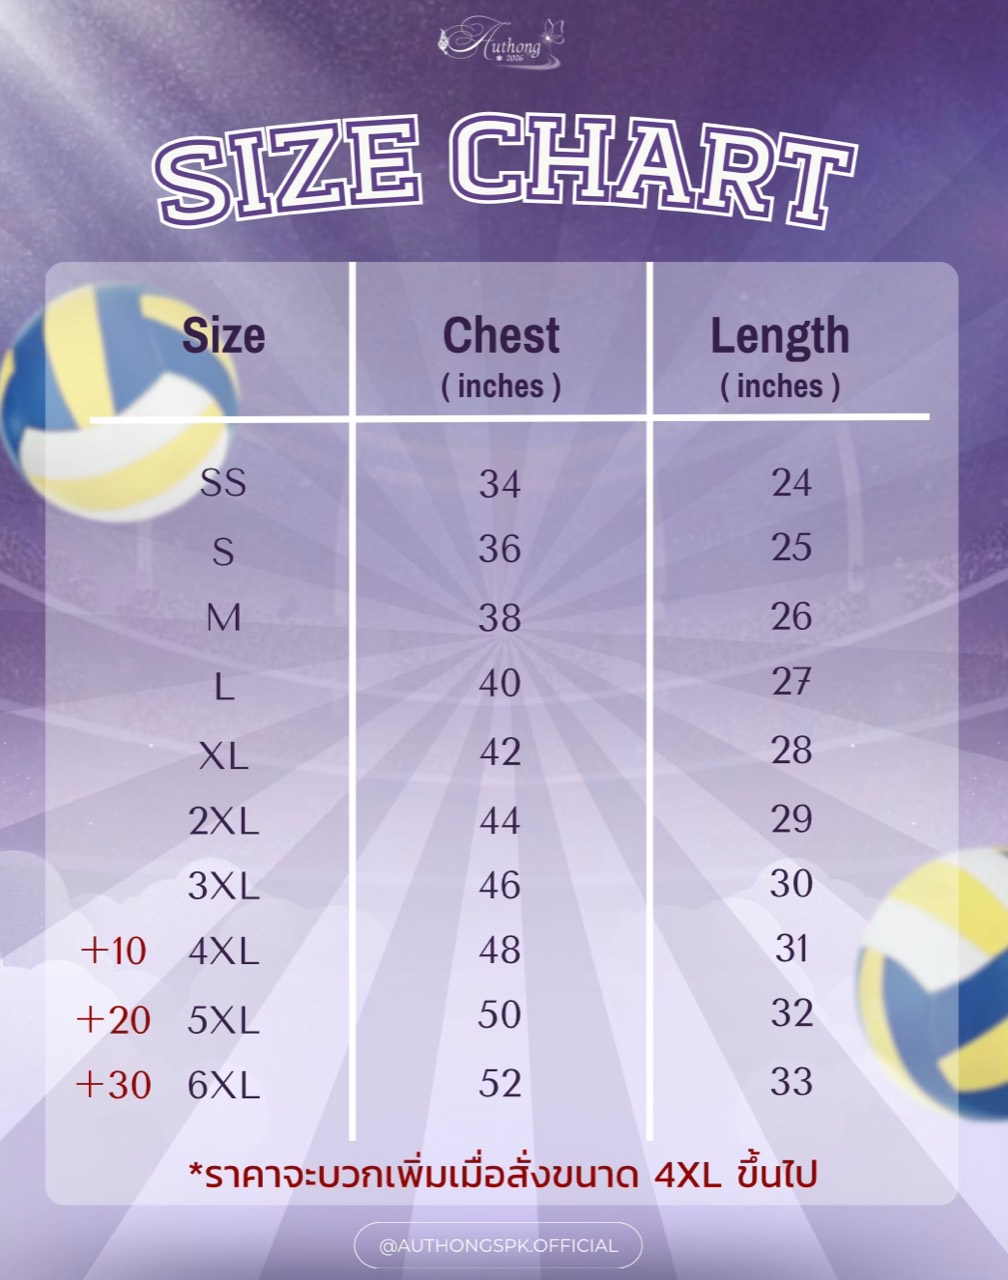 Authong
2026
SIZE CHART
Size Chest Length
( inches ) ( inches )
SS 34 24
S 36 25
M 38 26
L 40 27
XL 42 28
2XL 44 29
3XL 46 30
+10 4XL 48 31
+20 5XL 50 32
+30 6XL 52 33
*ราคาจะบวกเพิ่มเมื่อสั่งขนาด 4XL ขึ้นไป
@AUTHONGSPK.OFFICIAL